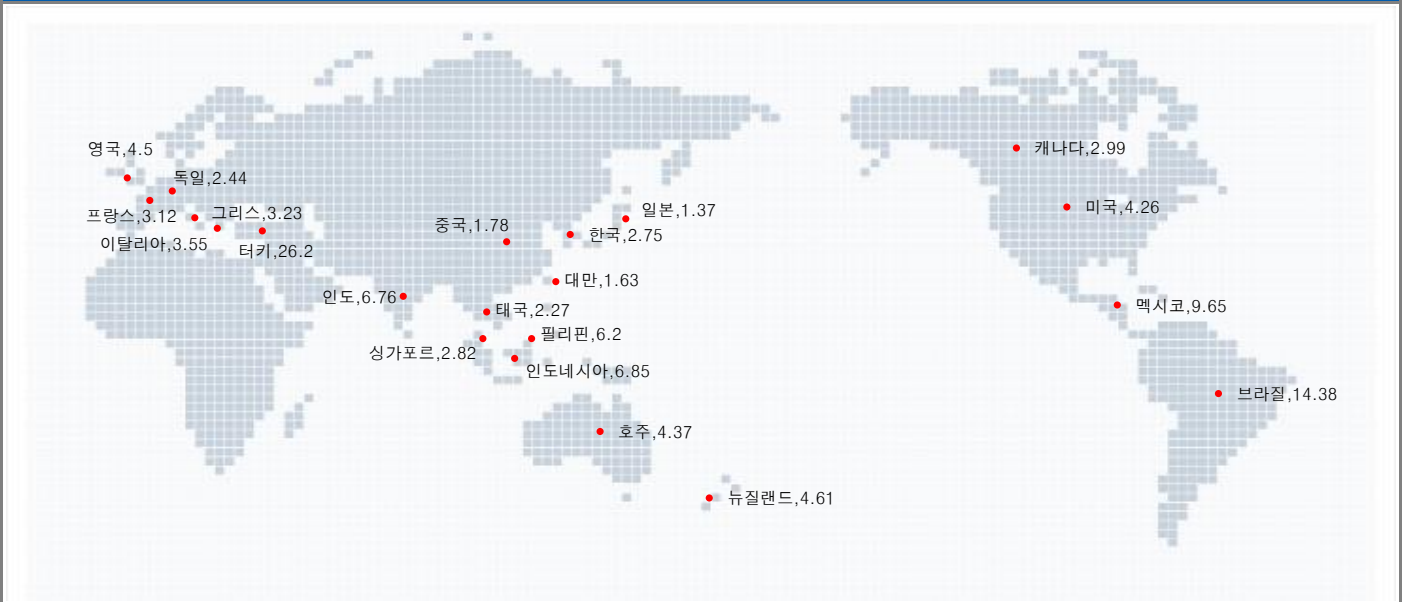 영국,4.5
독일,2.44
프랑스,3.12
그리스,3.23
이탈리아,3.55
터키,26.2
중국,1.78
일본,1.37
한국,2.75
대만,1.63
인도,6.76
태국,2.27
필리핀,6.2
싱가포르,2.82
인도네시아,6.85
호주,4.37
뉴질랜드,4.61
캐나다,2.99
미국,4.26
멕시코,9.65
브라질,14.38